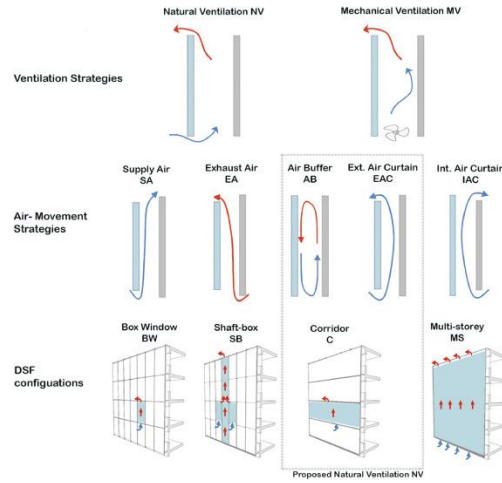 Natural Ventilation NV
Mechanical Ventilation MV
Ventilation Strategies
Supply Air
SA
Exhaust Air
EA
Air Buffer
AB
Ext. Air Curtain
EAC
Int. Air Curtain
IAC
Air- Movement
Strategies
Box Window
BW
Shaft-box
SB
Corridor
C
Multi-storey
MS
DSF
configuations
Proposed Natural Ventilation NV